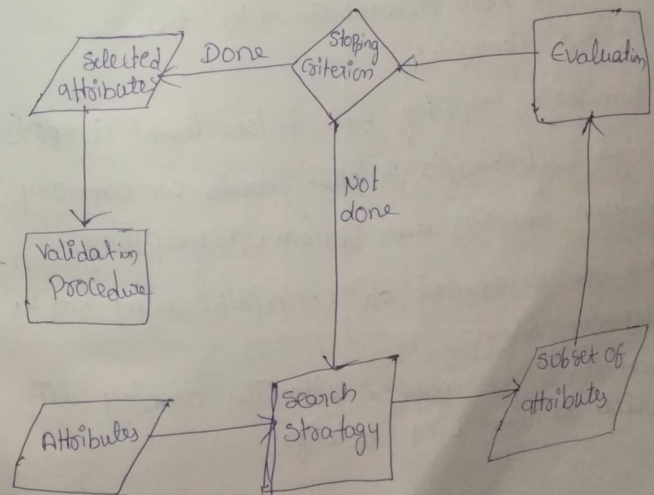 Selected
attributes
Done
Stopping
Criterion
Evaluation
Not
done
Validation
Procedure
Attributes
Search
Stratagy
Subset of
attributes